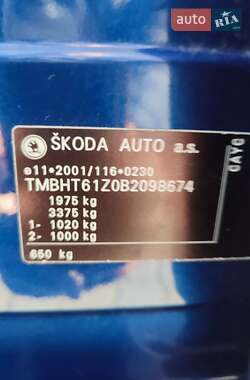 AUTO RIA
ŠKODA AUTO a.s.
e11*2001/116*0230
TMBHT61Z0B2098674
1975 kg
3375 kg
1- 1020 kg
2- 1000 kg
650 kg